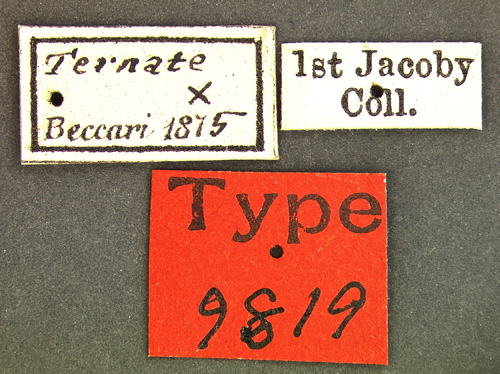 Ternate
X
Beccari 1875
1st Jacoby
Coll.
Type
9819